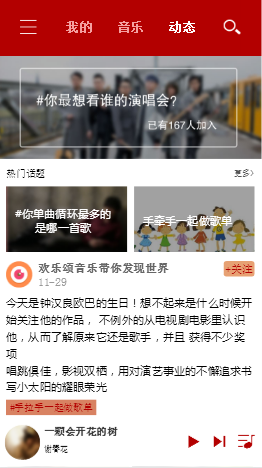 我的 音乐 动态
#你最想看谁的演唱会?
已有167人加入
热门话题 更多>
#你单曲循环最多的
是哪一首歌
手牵手一起做歌单
欢乐颂音乐带你发现世界 +关注
11-29
今天是钟汉良欧巴的生日！想不起来是什么时候开
始关注他的作品， 不例外的从电视剧电影里认识
他，从而了解原来它还是歌手，并且 获得不少奖
项
唱跳俱佳，影视双栖，用对演艺事业的不懈追求书
写小太阳的耀眼荣光
#手拉手一起做歌单
一颗会开花的树
谢春花